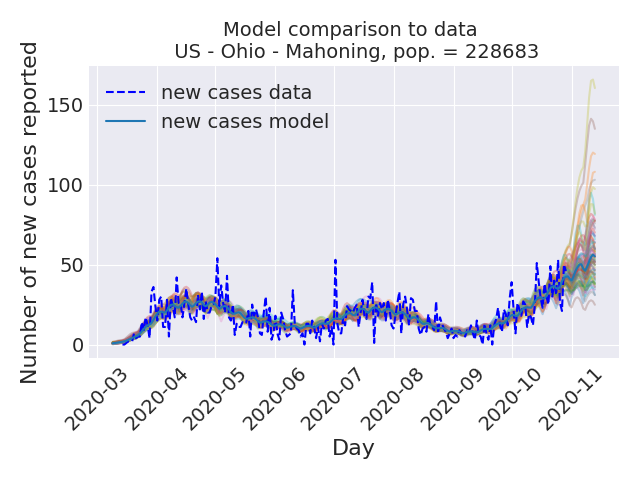 Model comparison to data
US - Ohio - Mahoning, pop. = 228683
Number of new cases reported
150
100
50
0
new cases data
new cases model
2020-03
2020-04
2020-05
2020-06
2020-07
2020-08
2020-09
2020-10
2020-11
Day